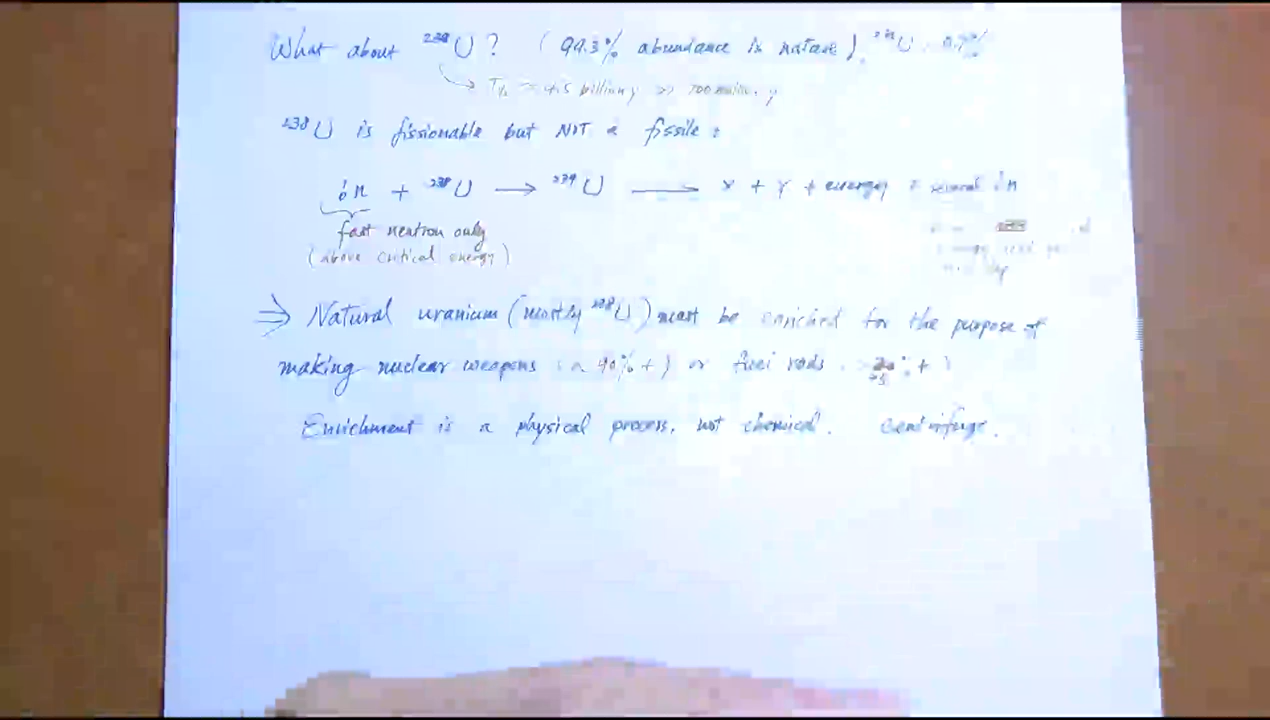 What about ²³⁸U? (99.3% abundance in nature). ²³⁵U 0.7%
T½ ≈ 4.5 billion y >> 700 million y
²³⁸U is fissionable but NOT a fissile:
¹₀n + ²³⁸U → ²³⁹U → X + Y + energy + several ¹₀n
fast neutron only
(above critical energy)
⇒ Natural uranium (mostly ²³⁸U) must be enriched for the purpose of
making nuclear weapons (~ 90% +) or fuel rods
Enrichment is a physical process, not chemical. centrifuge.